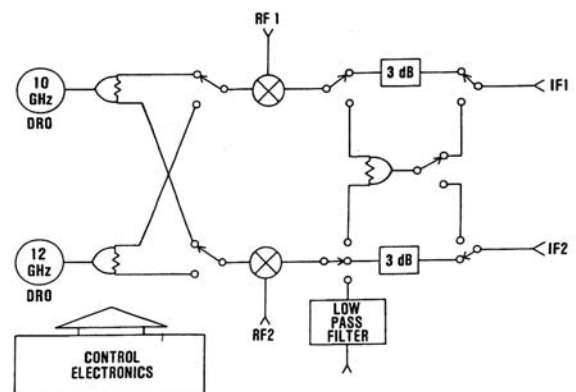 RF 1
10
GHz
DRO
3 dB
IF1
12
GHz
DRO
RF2
3 dB
IF2
LOW
PASS
FILTER
CONTROL
ELECTRONICS